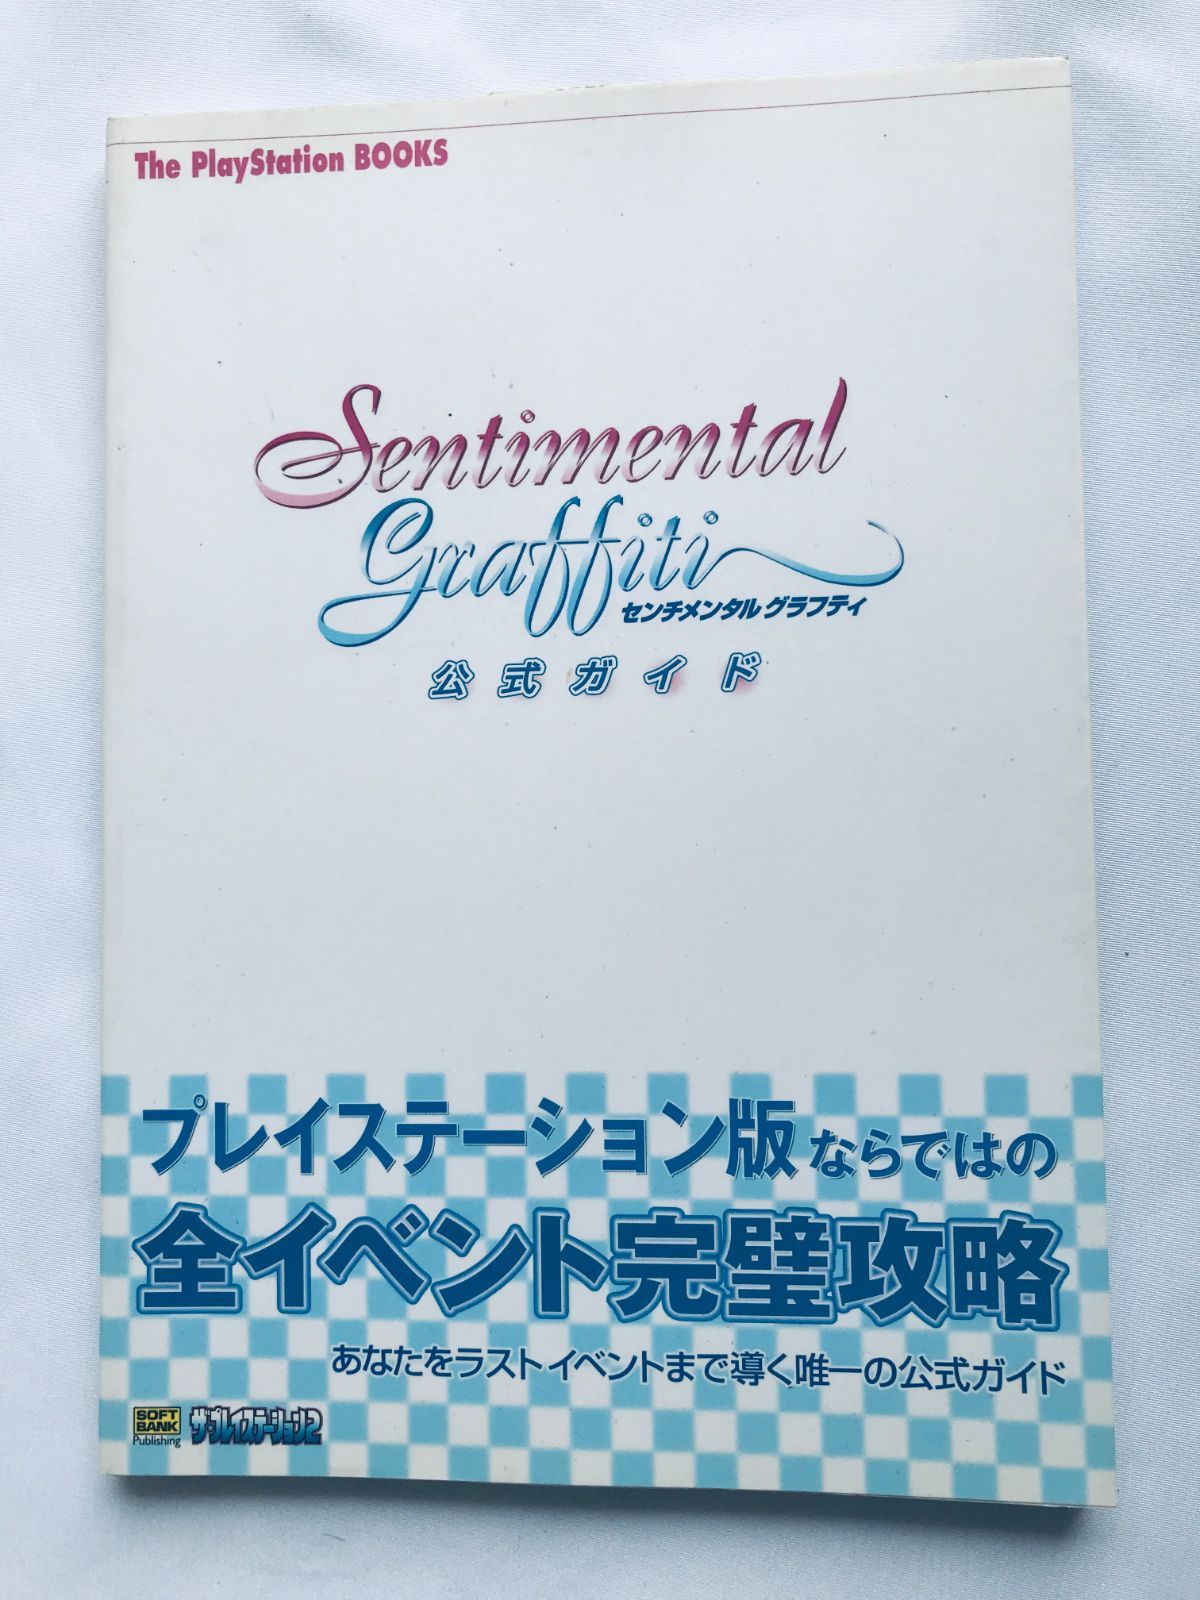 The PlayStation BOOKS
Sentimental
graffiti
センチメンタル グラフティ
公式ガイド
プレイステーション版ならではの
全イベント完璧攻略
あなたをラストイベントまで導く唯一の公式ガイド
SOFT
BANK
Publishing
ザ・プレイステーション2